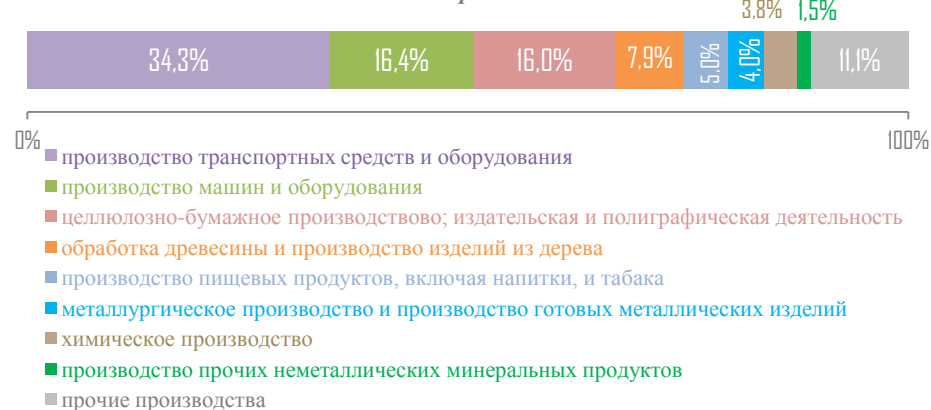 3,8% 1,5%
34,3% 16,4% 16,0% 7,9% 5,0% 4,0% 11,1%
0% 100%
производство транспортных средств и оборудования
производство машин и оборудования
целлюлозно-бумажное производствово; издательская и полиграфическая деятельность
обработка древесины и производство изделий из дерева
производство пищевых продуктов, включая напитки, и табака
металлургическое производство и производство готовых металлических изделий
химическое производство
производство прочих неметаллических минеральных продуктов
прочие производства